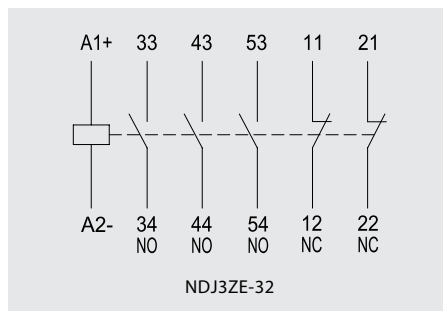 A1+ 33 43 53 11 21
A2- 34 44 54 12 22
NO NO NO NC NC
NDJ3ZE-32